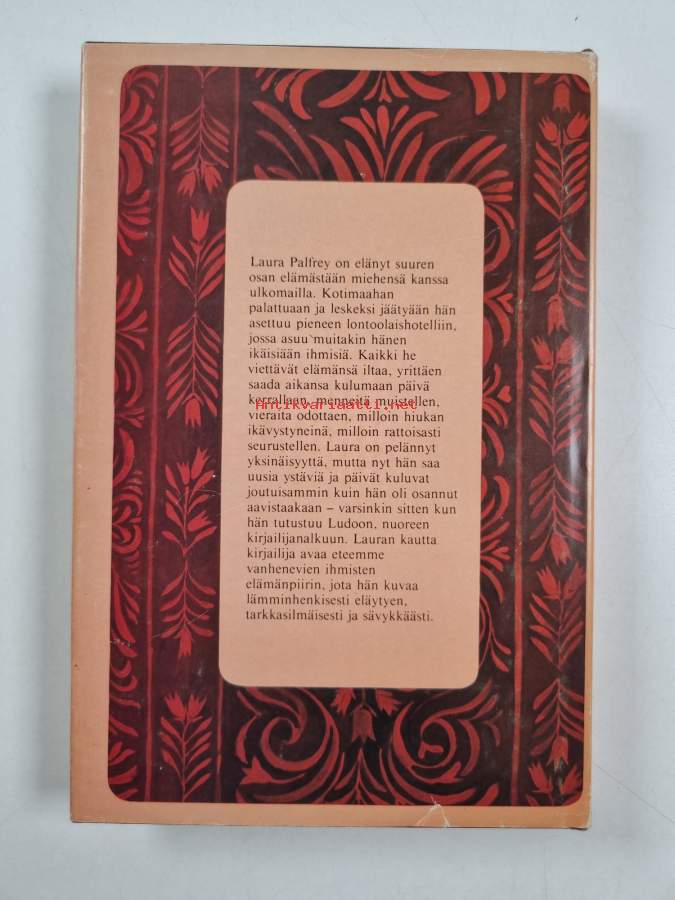 Laura Palfrey on elänyt suuren
osan elämästään miehensä kanssa
ulkomailla. Kotimaahan
palattuaan ja leskeksi jäätyään hän
asettuu pieneen lontoolaishotelliin,
jossa asuu muitakin hänen
ikäisiään ihmisiä. Kaikki he
viettävät elämänsä iltaa, yrittäen
saada aikansa kulumaan päivä
kerrallaan, menneitä muistellen,
Antikvariaatti.net
vieraita odottaen, milloin hiukan
ikävystyneinä, milloin rattoisasti
seurustellen. Laura on pelännyt
yksinäisyyttä, mutta nyt hän saa
uusia ystäviä ja päivät kuluvat
joutuisammin kuin hän oli osannut
aavistaakaan – varsinkin sitten kun
hän tutustuu Ludoon, nuoreen
kirjailijanalkuun. Lauran kautta
kirjailija avaa eteemme
vanhenevien ihmisten
elämänpiirin, jota hän kuvaa
lämminhenkisesti eläytyen,
tarkkasilmäisesti ja sävykkäästi.